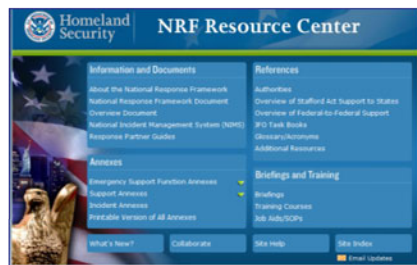 Homeland
Security
NRF Resource Center
Information and Documents
About the National Response Framework
National Response Framework Document
Overview Document
National Incident Management System (NIMS)
Response Partner Guides
Annexes
Emergency Support Function Annexes
Support Annexes
Incident Annexes
Printable Version of All Annexes
References
Authorities
Overview of Stafford Act Support to States
Overview of Federal-to-Federal Support
JFO Task Books
Glossary/Acronyms
Additional Resources
Briefings and Training
Briefings
Training Courses
Job Aids/SOPs
What's New?
Collaborate
Site Help
Site Index
Email Updates